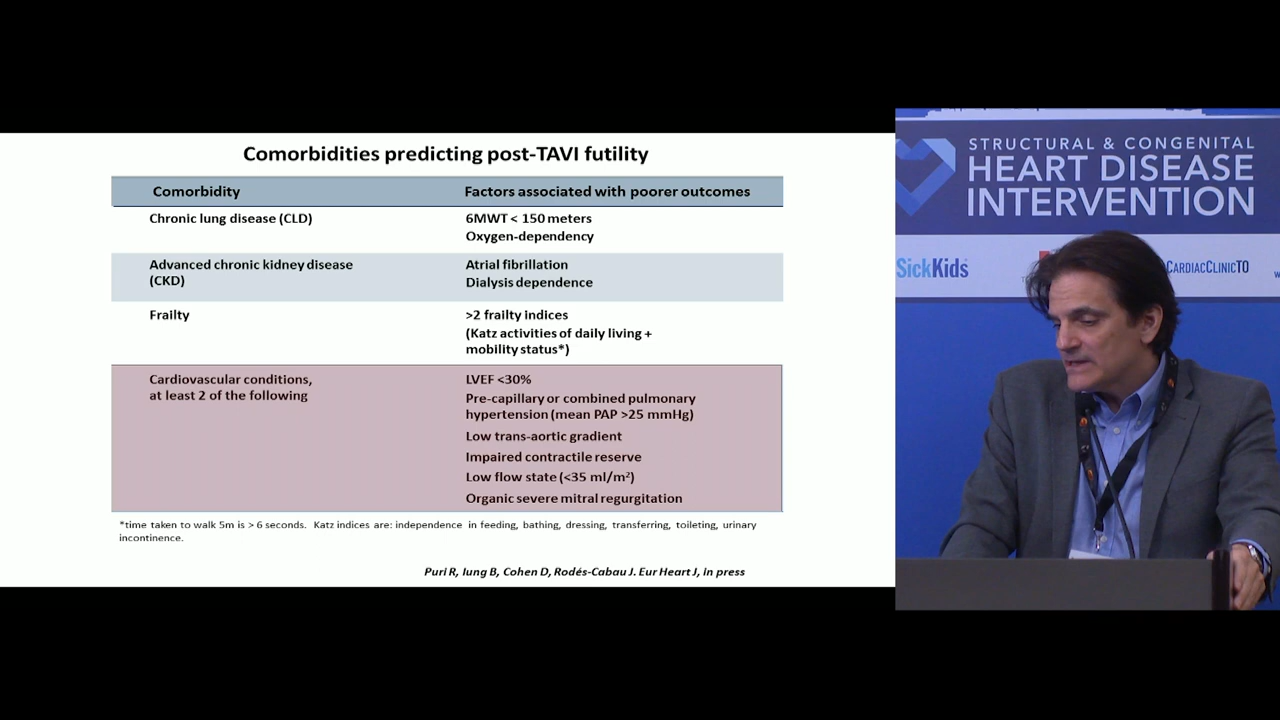 Comorbidities predicting post-TAVI futility
Comorbidity Factors associated with poorer outcomes
Chronic lung disease (CLD) 6MWT < 150 meters
Oxygen-dependency
Advanced chronic kidney disease Atrial fibrillation
(CKD) Dialysis dependence
Frailty >2 frailty indices
(Katz activities of daily living +
mobility status*)
Cardiovascular conditions, LVEF <30%
at least 2 of the following Pre-capillary or combined pulmonary
hypertension (mean PAP >25 mmHg)
Low trans-aortic gradient
Impaired contractile reserve
Low flow state (<35 ml/m²)
Organic severe mitral regurgitation
*time taken to walk 5m is > 6 seconds. Katz indices are: independence in feeding, bathing, dressing, transferring, toileting, urinary
incontinence.
Puri R, Iung B, Cohen D, Rodés-Cabau J. Eur Heart J, in press
STRUCTURAL & CONGENITAL
HEART DISEASE
INTERVENTION
SickKids
CARDIACCLINICTO